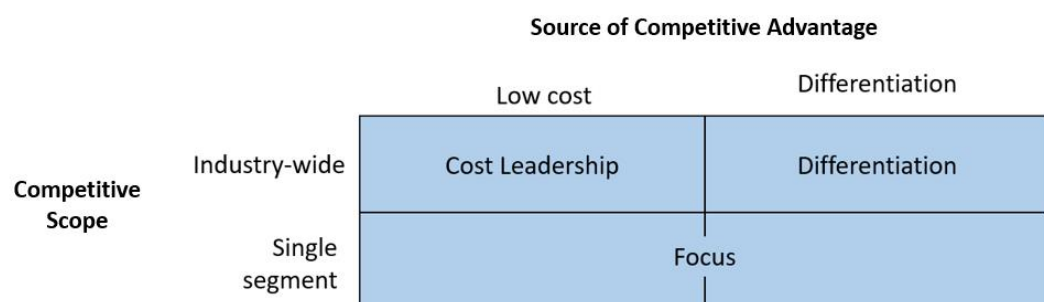 Source of Competitive Advantage
Low cost
Differentiation
Industry-wide
Cost Leadership
Differentiation
Competitive
Scope
Single
segment
Focus